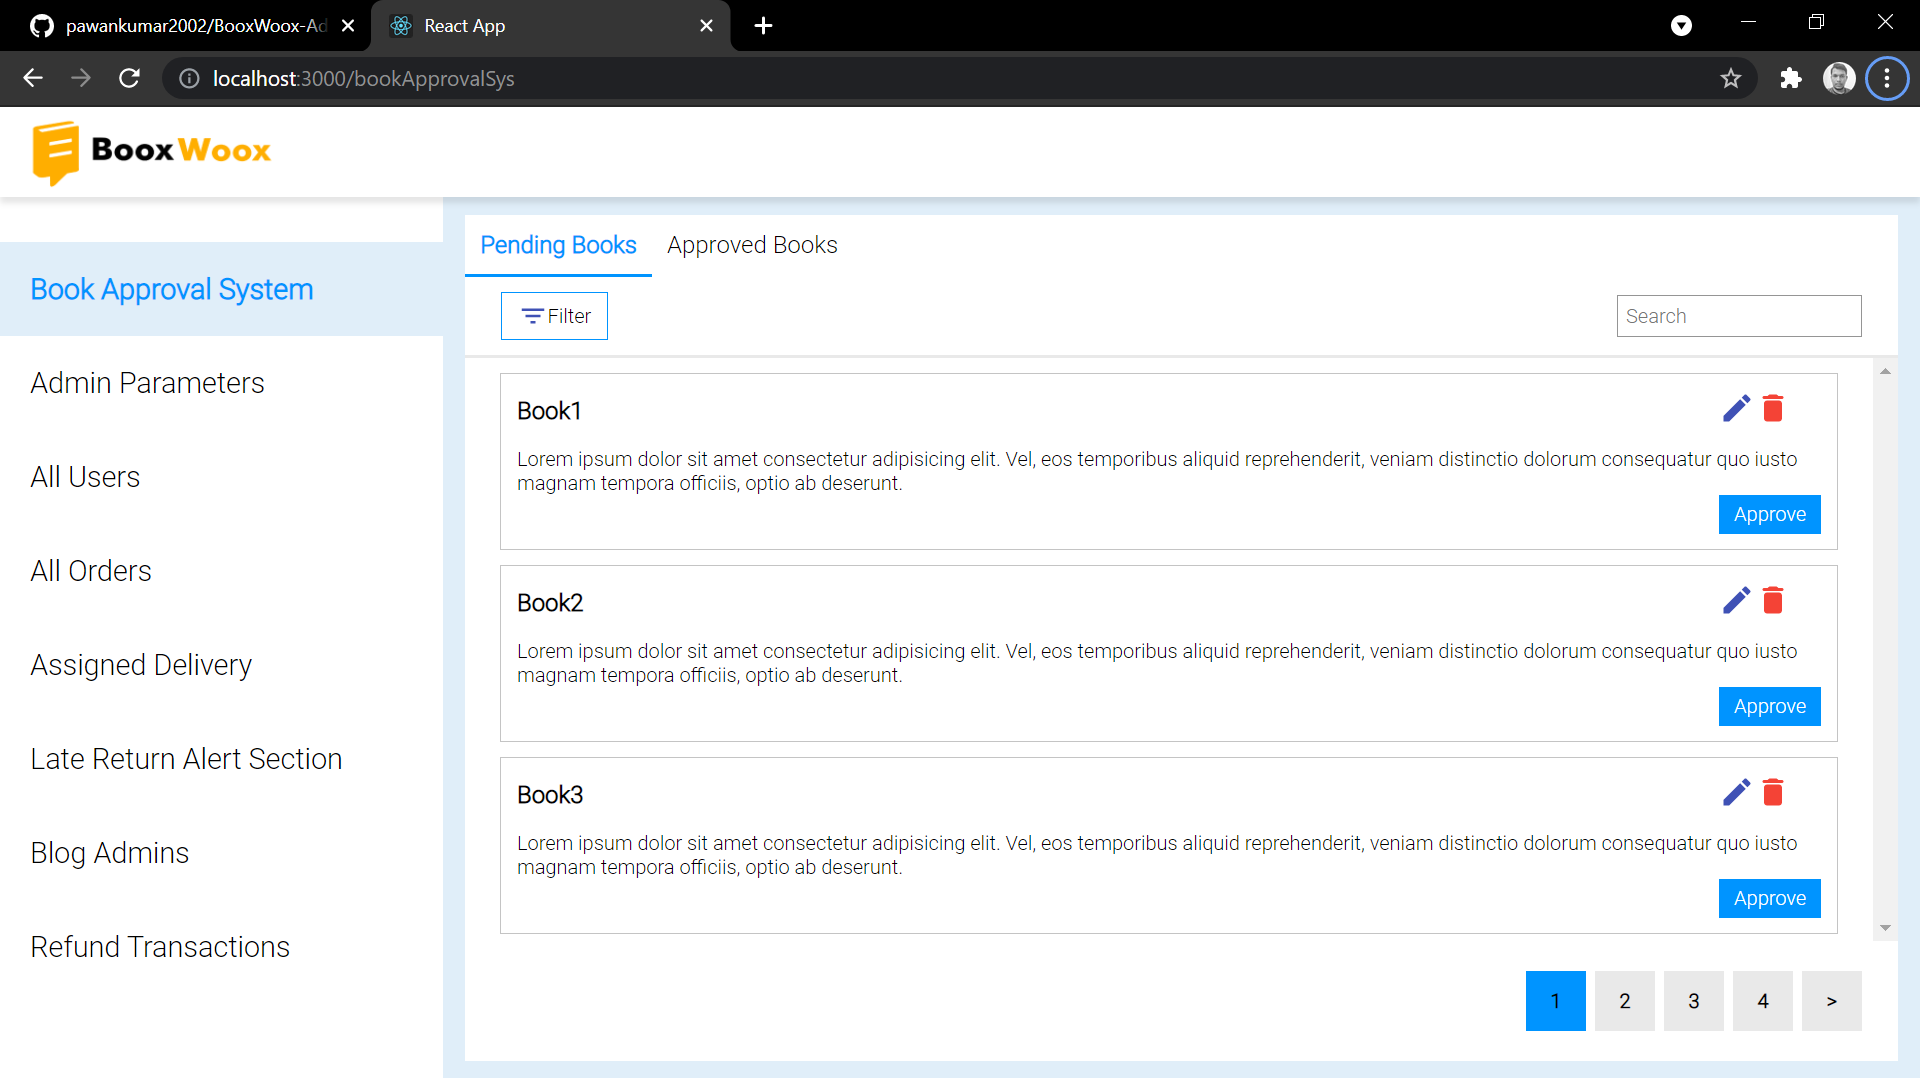 pawankumar2002/BooxWoox-Ad
React App
localhost:3000/bookApprovalSys
BooxWoox
Book Approval System
Admin Parameters
All Users
All Orders
Assigned Delivery
Late Return Alert Section
Blog Admins
Refund Transactions
Pending Books
Approved Books
Filter
Search
Book1
Lorem ipsum dolor sit amet consectetur adipisicing elit. Vel, eos temporibus aliquid reprehenderit, veniam distinctio dolorum consequatur quo iusto
magnam tempora officiis, optio ab deserunt.
Approve
Book2
Lorem ipsum dolor sit amet consectetur adipisicing elit. Vel, eos temporibus aliquid reprehenderit, veniam distinctio dolorum consequatur quo iusto
magnam tempora officiis, optio ab deserunt.
Approve
Book3
Lorem ipsum dolor sit amet consectetur adipisicing elit. Vel, eos temporibus aliquid reprehenderit, veniam distinctio dolorum consequatur quo iusto
magnam tempora officiis, optio ab deserunt.
Approve
1 2 3 4 >